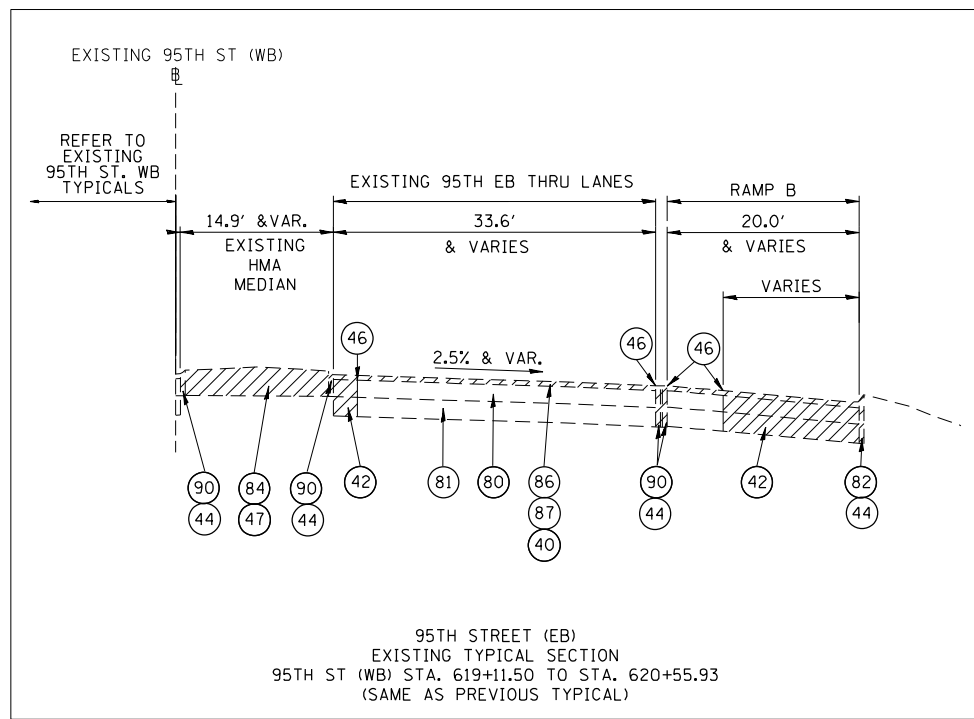 EXISTING 95TH ST (WB)
BL
REFER TO
EXISTING
95TH ST. WB
TYPICALS
EXISTING 95TH EB THRU LANES
RAMP B
14.9' &VAR.
33.6'
20.0'
EXISTING
HMA
MEDIAN
& VARIES
& VARIES
VARIES
46
2.5% & VAR.
46
46
90
84
90
42
81
80
86
90
42
82
44
47
44
87
44
44
40
95TH STREET (EB)
EXISTING TYPICAL SECTION
95TH ST (WB) STA. 619+11.50 TO STA. 620+55.93
(SAME AS PREVIOUS TYPICAL)